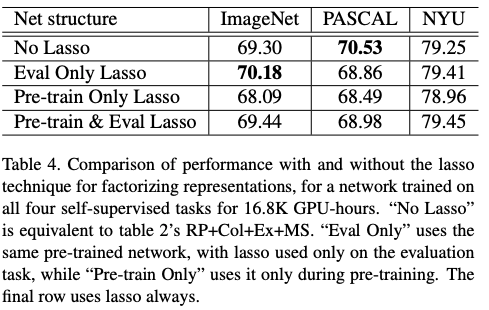 Net structure ImageNet PASCAL NYU
No Lasso 69.30 70.53 79.25
Eval Only Lasso 70.18 68.86 79.41
Pre-train Only Lasso 68.09 68.49 78.96
Pre-train & Eval Lasso 69.44 68.98 79.45
Table 4. Comparison of performance with and without the lasso
technique for factorizing representations, for a network trained on
all four self-supervised tasks for 16.8K GPU-hours. “No Lasso”
is equivalent to table 2’s RP+Col+Ex+MS. “Eval Only” uses the
same pre-trained network, with lasso used only on the evaluation
task, while “Pre-train Only” uses it only during pre-training. The
final row uses lasso always.